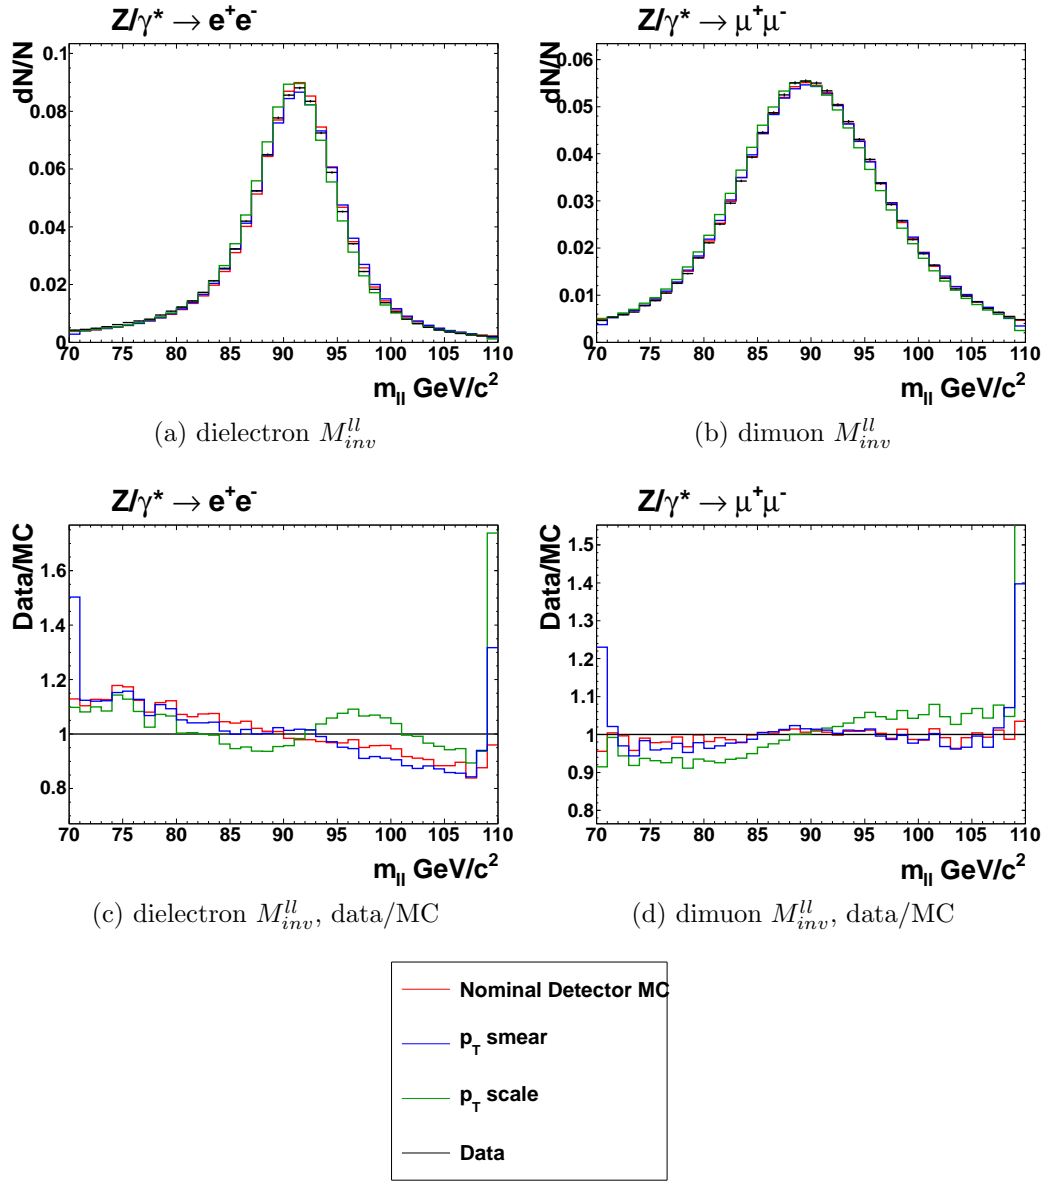 Z/γ* → e+e-
dN/N
0.1
0.08
0.06
0.04
0.02
0
70 75 80 85 90 95 100 105 110
m_ll GeV/c^2
(a) dielectron M_inv^ll
Z/γ* → μ+μ-
dN/N
0.06
0.05
0.04
0.03
0.02
0.01
0
70 75 80 85 90 95 100 105 110
m_ll GeV/c^2
(b) dimuon M_inv^ll
Z/γ* → e+e-
Data/MC
1.6
1.4
1.2
1
0.8
70 75 80 85 90 95 100 105 110
m_ll GeV/c^2
(c) dielectron M_inv^ll, data/MC
Z/γ* → μ+μ-
Data/MC
1.5
1.4
1.3
1.2
1.1
1
0.9
0.8
70 75 80 85 90 95 100 105 110
m_ll GeV/c^2
(d) dimuon M_inv^ll, data/MC
Nominal Detector MC
p_T smear
p_T scale
Data